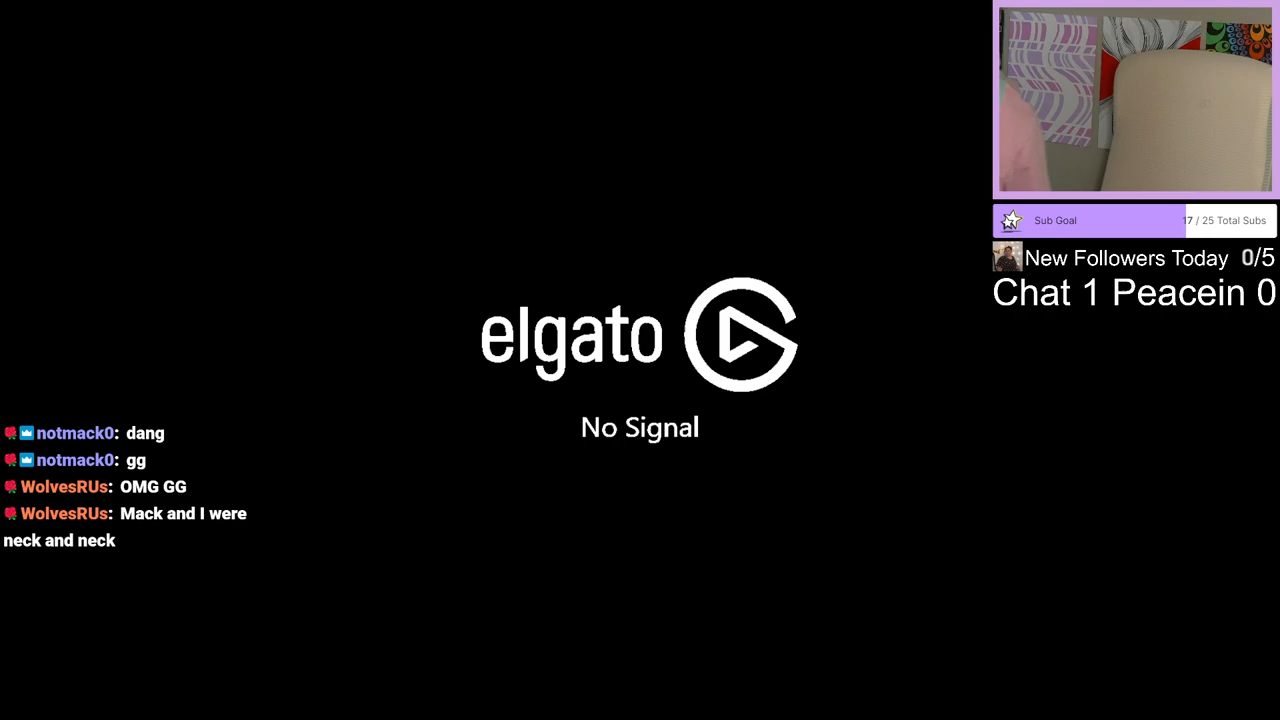 Sub Goal 17 / 25 Total Subs
New Followers Today 0/5
Chat 1 Peacein 0
elgato
No Signal
notmack0: dang
notmack0: gg
WolvesRUs: OMG GG
WolvesRUs: Mack and I were
neck and neck